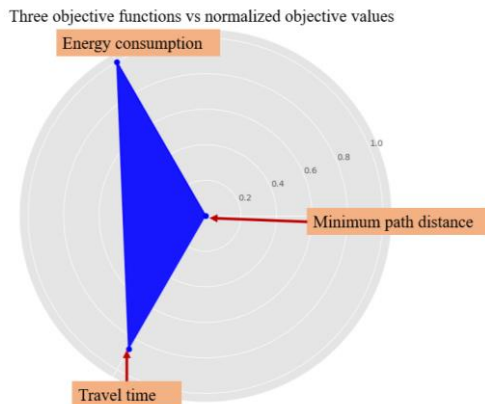 Three objective functions vs normalized objective values
Energy consumption
1.0
0.8
0.6
0.4
0.2
Minimum path distance
Travel time